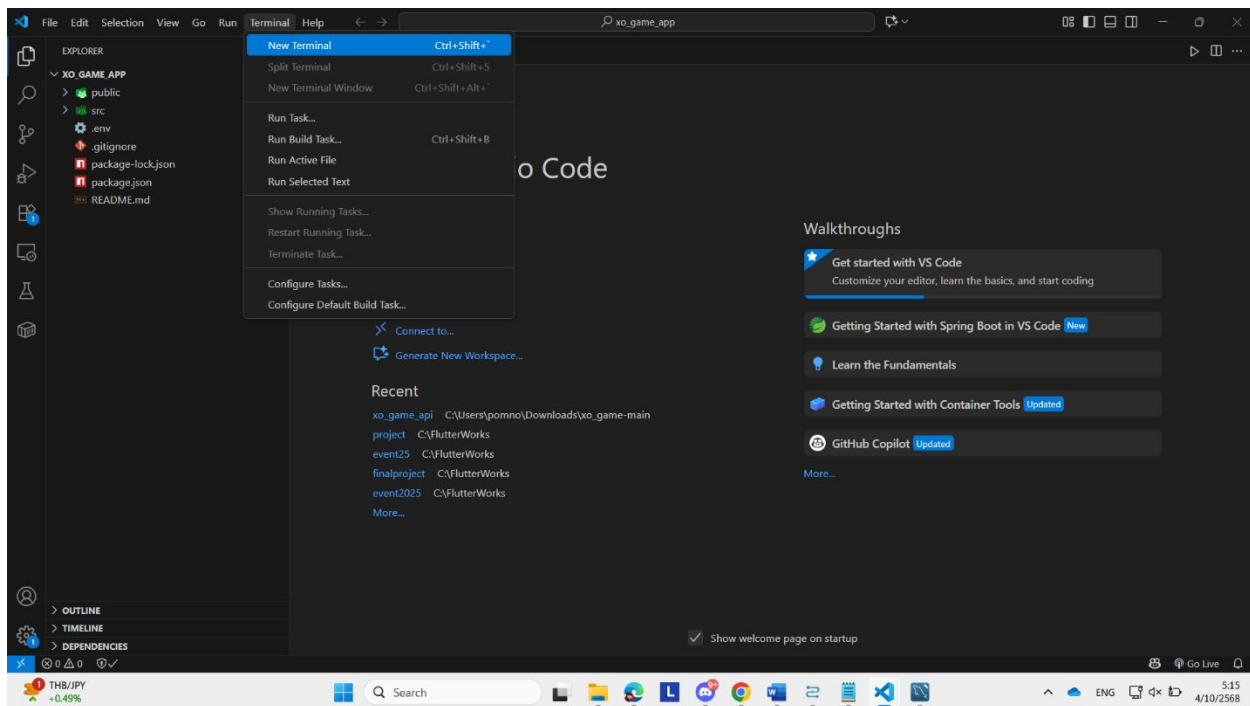 File Edit Selection View Go Run Terminal Help
xo_game_app
EXPLORER
XO_GAME_APP
public
src
.env
.gitignore
package-lock.json
package.json
README.md
OUTLINE
TIMELINE
DEPENDENCIES
New Terminal Ctrl+Shift+`
Split Terminal Ctrl+Shift+5
New Terminal Window Ctrl+Shift+Alt+`
Run Task...
Run Build Task... Ctrl+Shift+B
Run Active File
Run Selected Text
Show Running Tasks...
Restart Running Task...
Terminate Task...
Configure Tasks...
Configure Default Build Task...
o Code
Connect to...
Generate New Workspace...
Recent
xo_game_api C:\Users\pomno\Downloads\xo_game-main
project C:\FlutterWorks
event25 C:\FlutterWorks
finalproject C:\FlutterWorks
event2025 C:\FlutterWorks
More...
Walkthroughs
Get started with VS Code
Customize your editor, learn the basics, and start coding
Getting Started with Spring Boot in VS Code New
Learn the Fundamentals
Getting Started with Container Tools Updated
GitHub Copilot Updated
More...
Show welcome page on startup
0 0
Go Live
THB/JPY
+0.49%
Search
ENG
5:15
4/10/2568